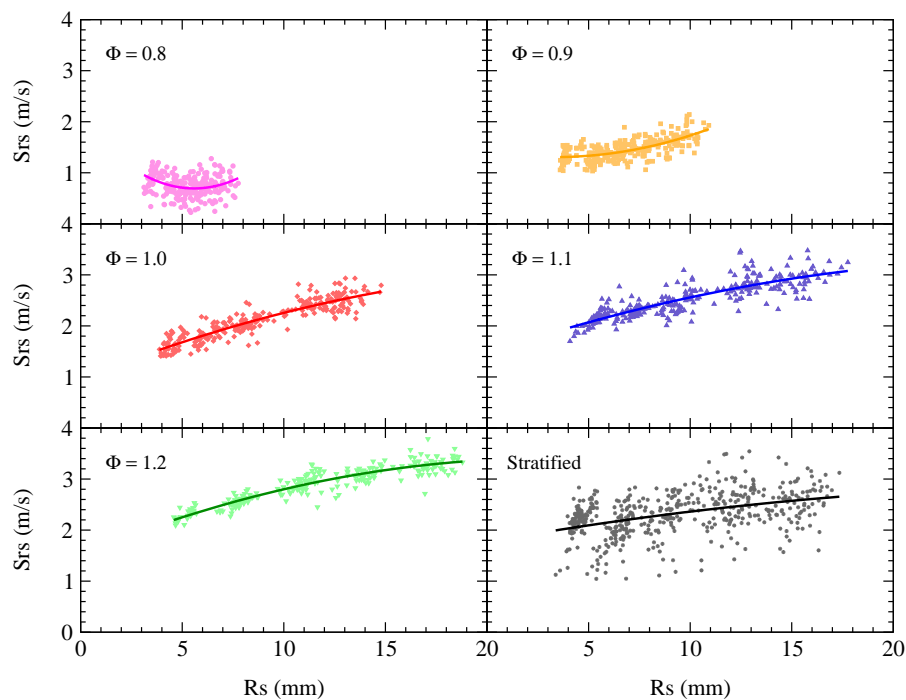 4
Φ = 0.8
Φ = 0.9
3
Srs (m/s)
2
1
4
Φ = 1.0
Φ = 1.1
3
Srs (m/s)
2
1
4
Φ = 1.2
Stratified
3
Srs (m/s)
2
1
0
0 5 10 15 20 5 10 15 20
Rs (mm) Rs (mm)